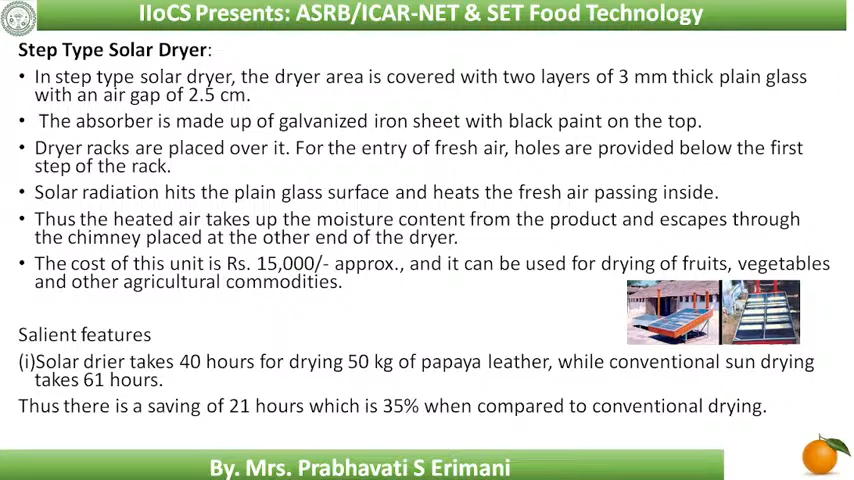 IIoCS Presents: ASRB/ICAR-NET & SET Food Technology
Step Type Solar Dryer:
• In step type solar dryer, the dryer area is covered with two layers of 3 mm thick plain glass
with an air gap of 2.5 cm.
• The absorber is made up of galvanized iron sheet with black paint on the top.
• Dryer racks are placed over it. For the entry of fresh air, holes are provided below the first
step of the rack.
• Solar radiation hits the plain glass surface and heats the fresh air passing inside.
• Thus the heated air takes up the moisture content from the product and escapes through
the chimney placed at the other end of the dryer.
• The cost of this unit is Rs. 15,000/- approx., and it can be used for drying of fruits, vegetables
and other agricultural commodities.
Salient features
(i)Solar drier takes 40 hours for drying 50 kg of papaya leather, while conventional sun drying
takes 61 hours.
Thus there is a saving of 21 hours which is 35% when compared to conventional drying.
By. Mrs. Prabhavati S Erimani